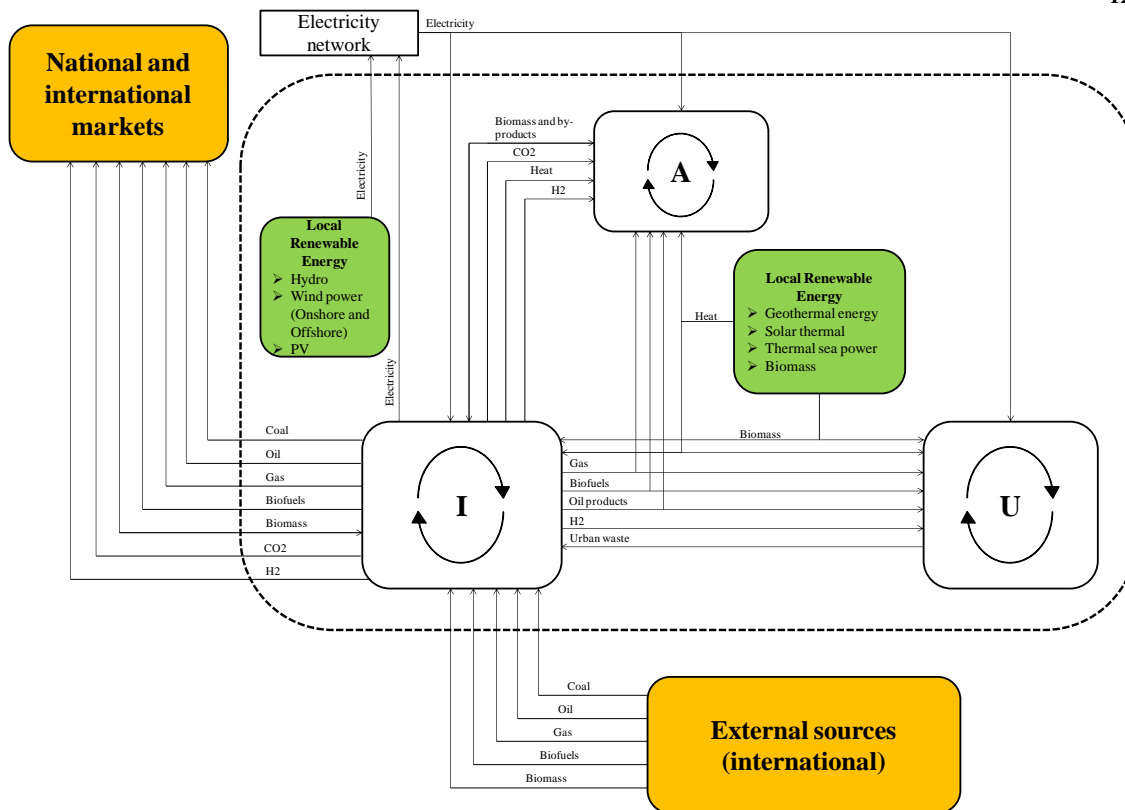 Electricity
network
Electricity
National and
international
markets
Biomass and by-
products
CO2
Heat
H2
A
Electricity
Local
Renewable
Energy
➢ Hydro
➢ Wind power
(Onshore and
Offshore)
➢ PV
Local Renewable
Energy
➢ Geothermal energy
➢ Solar thermal
➢ Thermal sea power
➢ Biomass
Heat
Electricity
Coal
Oil
Gas
Biofuels
Biomass
CO2
H2
I
Biomass
Gas
Biofuels
Oil products
H2
Urban waste
U
Coal
Oil
Gas
Biofuels
Biomass
External sources
(international)